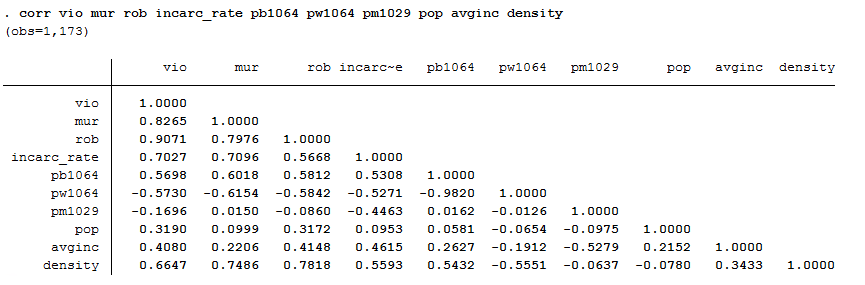 . corr vio mur rob incarc_rate pb1064 pw1064 pm1029 pop avginc density
(obs=1,173)
vio mur rob incarc~e pb1064 pw1064 pm1029 pop avginc density
vio 1.0000
mur 0.8265 1.0000
rob 0.9071 0.7976 1.0000
incarc_rate 0.7027 0.7096 0.5668 1.0000
pb1064 0.5698 0.6018 0.5812 0.5308 1.0000
pw1064 -0.5730 -0.6154 -0.5842 -0.5271 -0.9820 1.0000
pm1029 -0.1696 0.0150 -0.0860 -0.4463 0.0162 -0.0126 1.0000
pop 0.3190 0.0999 0.3172 0.0953 0.0581 -0.0654 -0.0975 1.0000
avginc 0.4080 0.2206 0.4148 0.4615 0.2627 -0.1912 -0.5279 0.2152 1.0000
density 0.6647 0.7486 0.7818 0.5593 0.5432 -0.5551 -0.0637 -0.0780 0.3433 1.0000